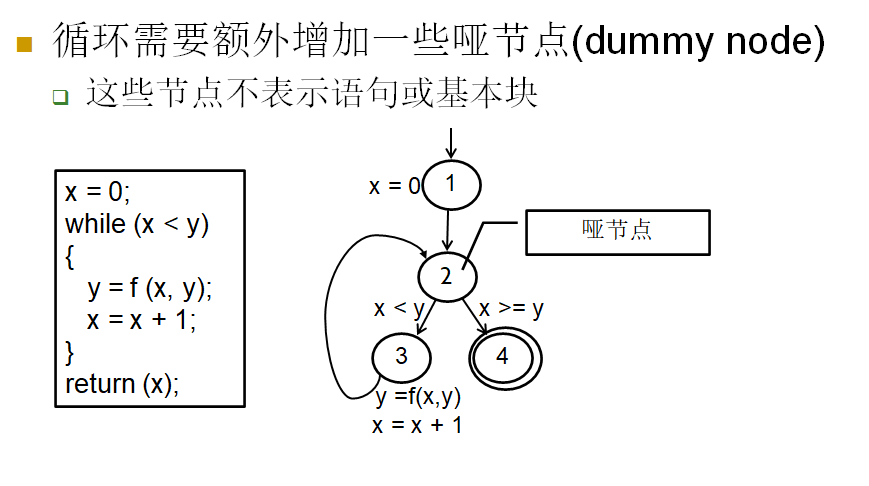 循环需要额外增加一些哑节点(dummy node)
这些节点不表示语句或基本块
x = 0;
while (x < y)
{
y = f (x, y);
x = x + 1;
}
return (x);
x = 0
1
哑节点
2
x < y
x >= y
3
4
y =f(x,y)
x = x + 1